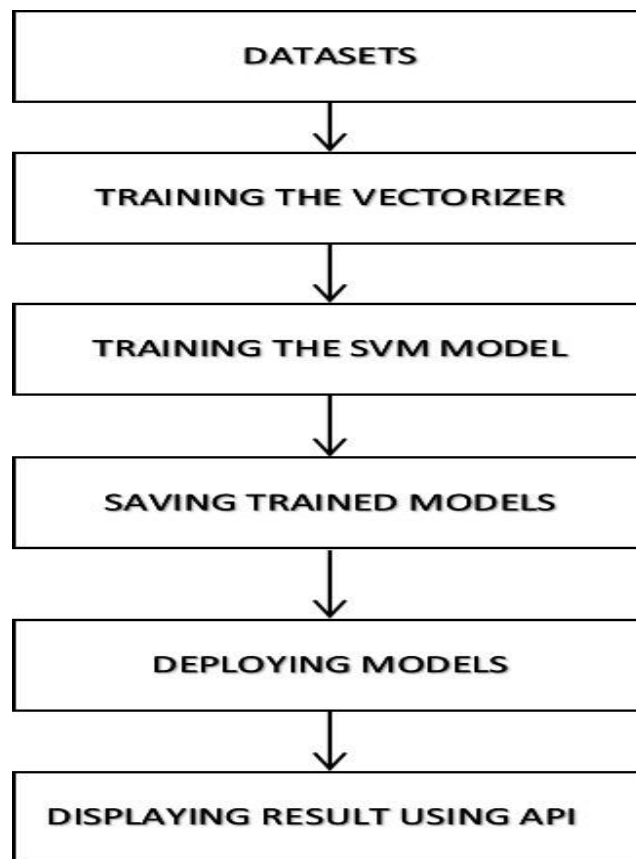 DATASETS
TRAINING THE VECTORIZER
TRAINING THE SVM MODEL
SAVING TRAINED MODELS
DEPLOYING MODELS
DISPLAYING RESULT USING API